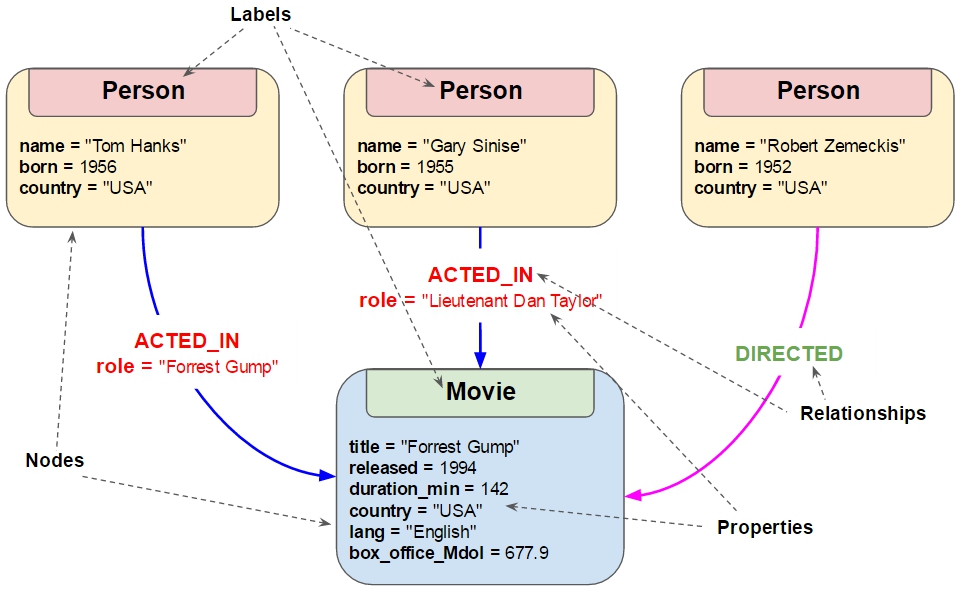 Labels
Person
name = "Tom Hanks"
born = 1956
country = "USA"
Person
name = "Gary Sinise"
born = 1955
country = "USA"
Person
name = "Robert Zemeckis"
born = 1952
country = "USA"
ACTED_IN
role = "Lieutenant Dan Taylor"
ACTED_IN
role = "Forrest Gump"
DIRECTED
Relationships
Movie
title = "Forrest Gump"
released = 1994
duration_min = 142
country = "USA"
lang = "English"
box_office_Mdol = 677.9
Nodes
Properties